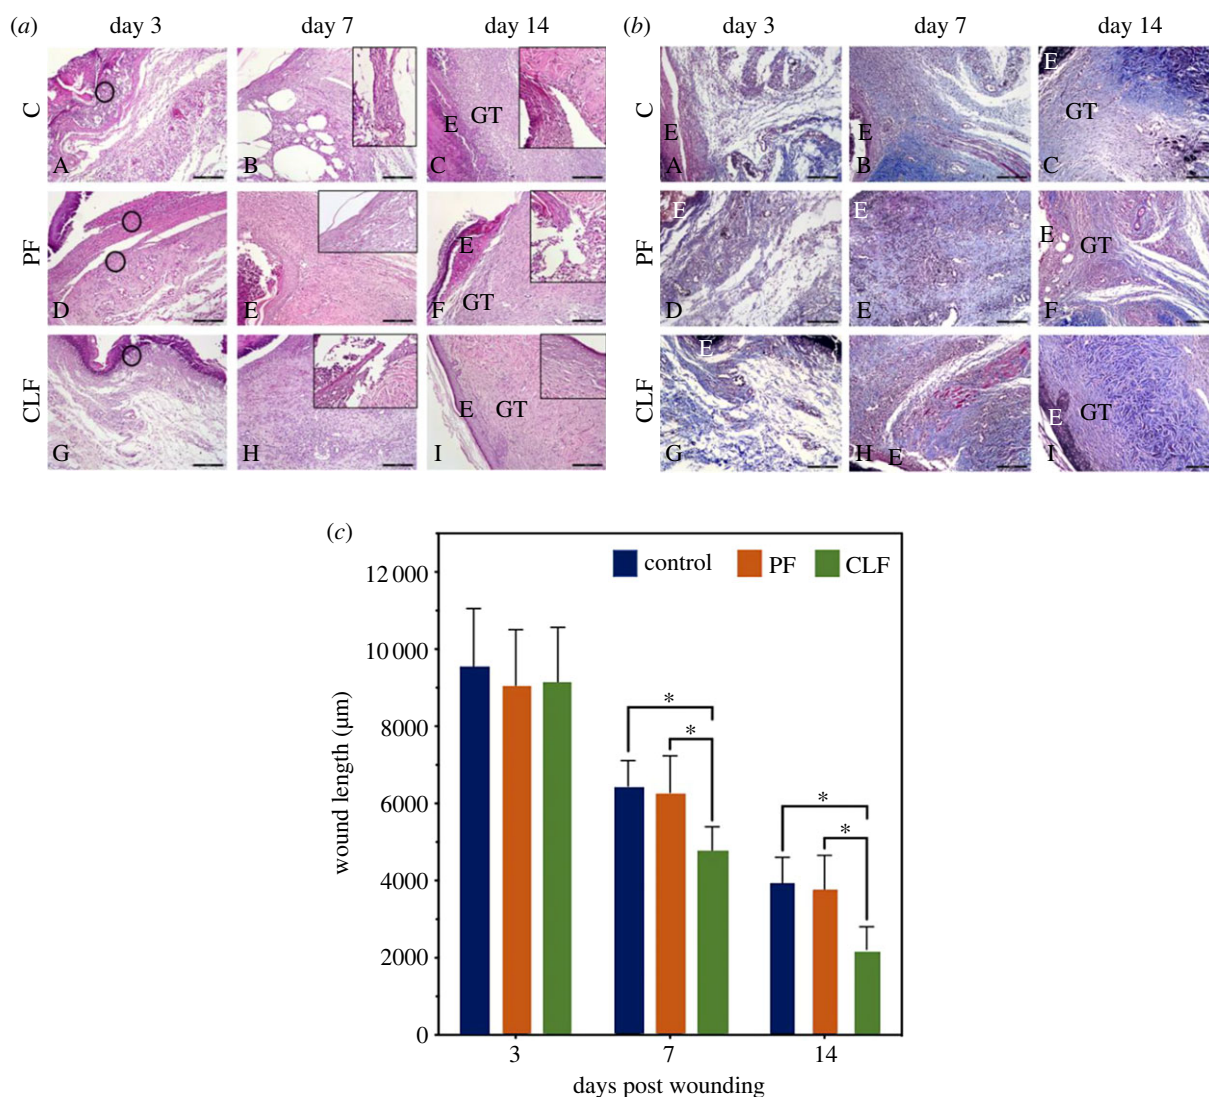 (a) day 3 day 7 day 14
C
A
B
E GT
C
PF
D
E
E
GT
F
CLF
G
H
E GT
I
(b) day 3 day 7 day 14
C
E
A
E
B
E
GT
C
PF
E
D
E
E
E
GT
F
CLF
E
G
H E
GT
E
I
(c)
control PF CLF
12 000
10 000
8000
6000
4000
2000
0
wound length (µm)
* *
* *
3 7 14
days post wounding